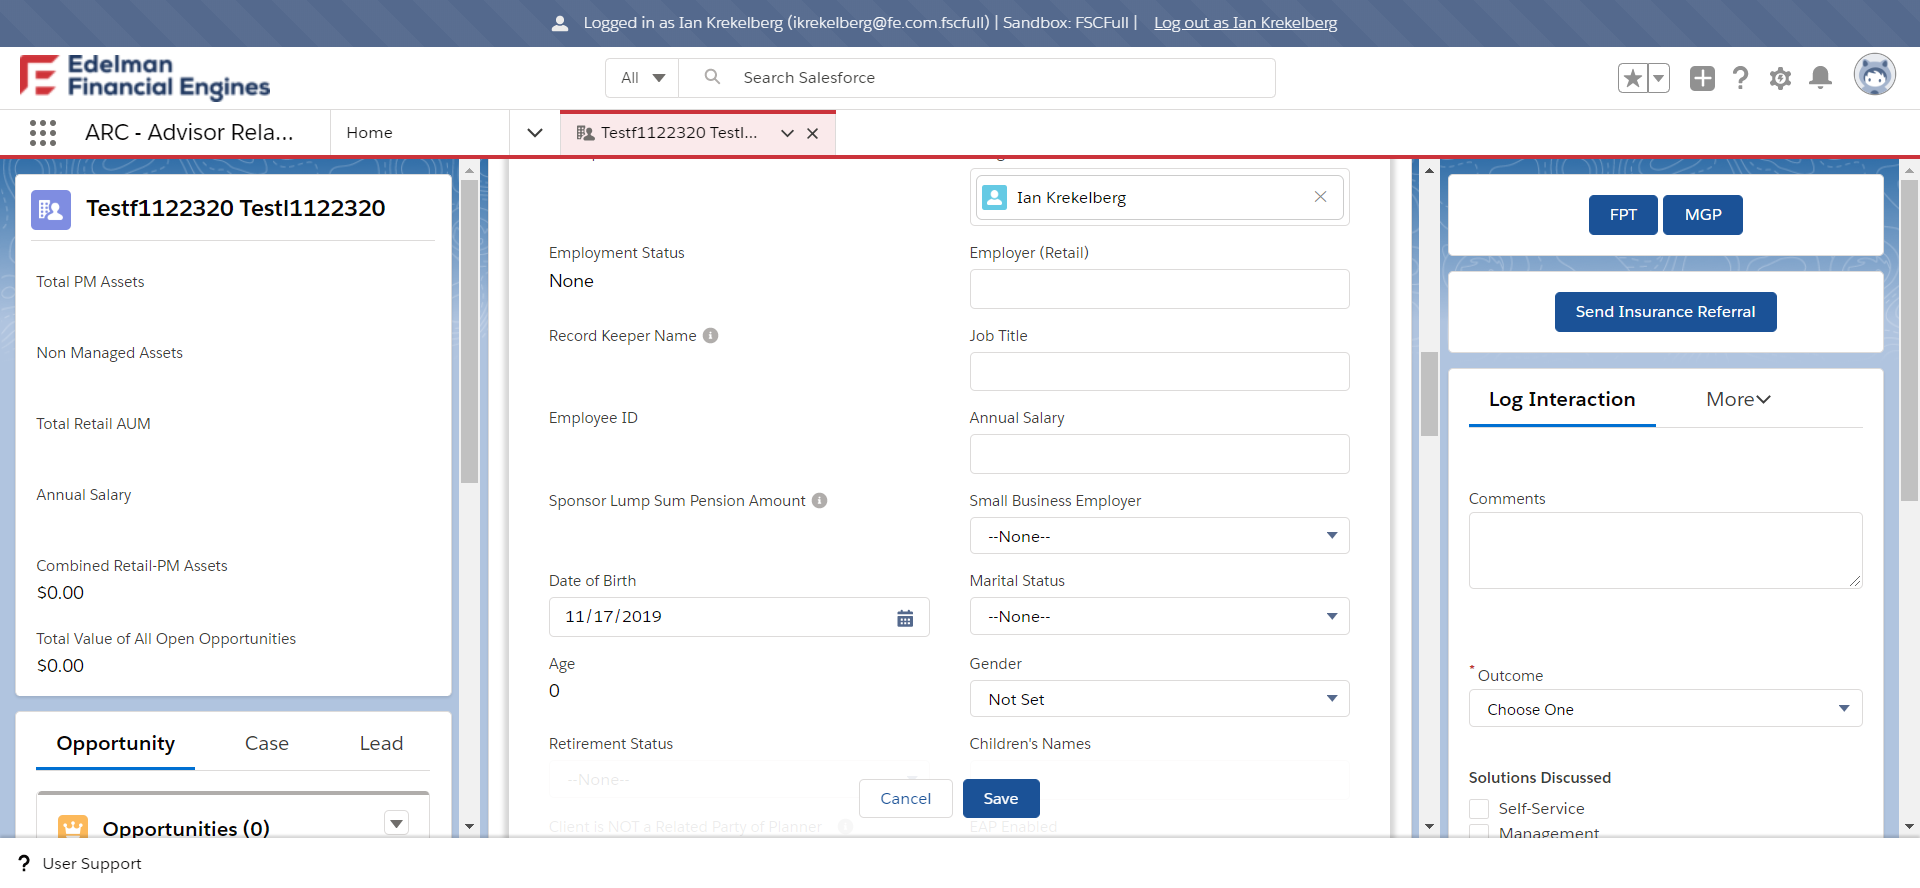 Logged in as Ian Krekelberg (ikrekelberg@fe.com.fscfull) | Sandbox: FSCFull | Log out as Ian Krekelberg
Edelman
Financial Engines
All
Search Salesforce
ARC - Advisor Rela...
Home
Testf1122320 Testl...
Testf1122320 Testl1122320
Total PM Assets
Non Managed Assets
Total Retail AUM
Annual Salary
Combined Retail-PM Assets
$0.00
Total Value of All Open Opportunities
$0.00
Opportunity Case Lead
Opportunities (0)
Ian Krekelberg
Employment Status
None
Employer (Retail)
Record Keeper Name
Job Title
Employee ID
Annual Salary
Sponsor Lump Sum Pension Amount
Small Business Employer
--None--
Date of Birth
11/17/2019
Marital Status
--None--
Age
0
Gender
Not Set
Retirement Status
--None--
Children's Names
Cancel Save
Client is NOT a Related Party of Planner
EAP Enabled
FPT MGP
Send Insurance Referral
Log Interaction More
Comments
* Outcome
Choose One
Solutions Discussed
Self-Service
Management
? User Support